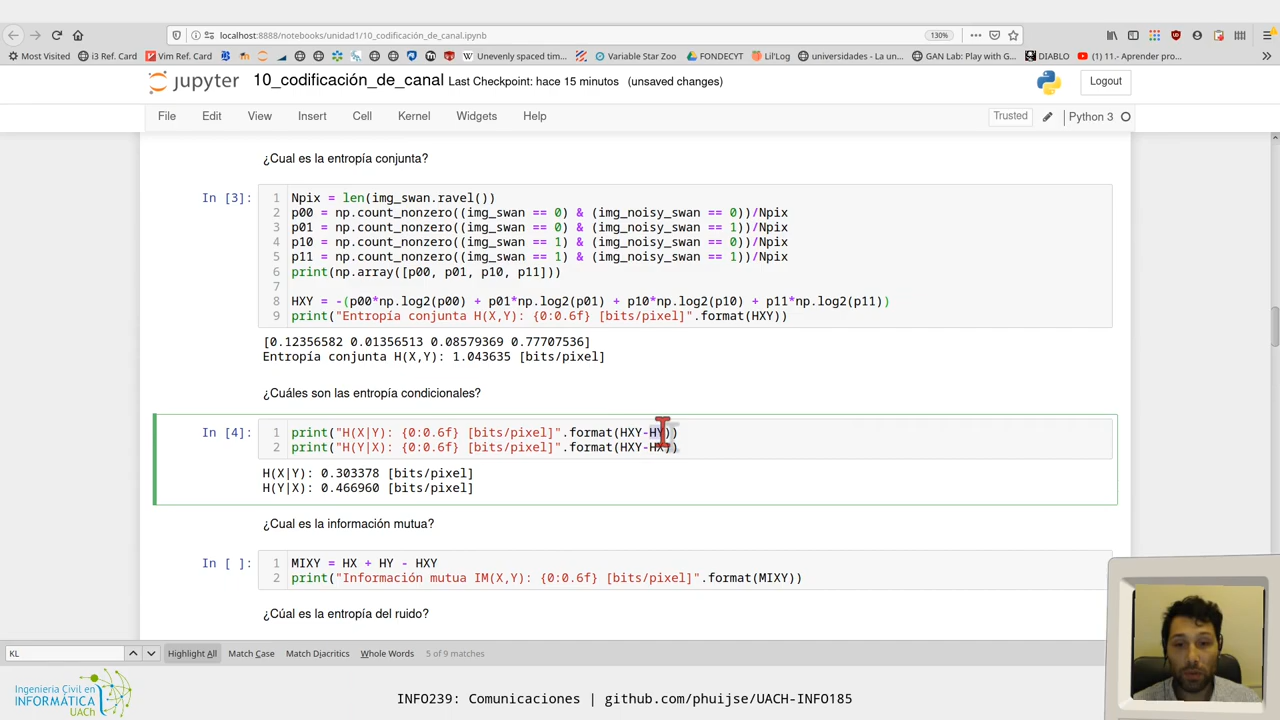 localhost:8888/notebooks/unidad1/10_codificación_de_canal.ipynb
130%
Most Visited
i3 Ref. Card
Vim Ref. Card
Unevenly spaced tim...
Variable Star Zoo
FONDECYT
Lil'Log
universidades - La un...
GAN Lab: Play with G...
DIABLO
(1) 11.- Aprender pro...
jupyter 10_codificación_de_canal Last Checkpoint: hace 15 minutos (unsaved changes)
Logout
File Edit View Insert Cell Kernel Widgets Help
Trusted
Python 3
¿Cual es la entropía conjunta?
In [3]:
1 Npix = len(img_swan.ravel())
2 p00 = np.count_nonzero((img_swan == 0) & (img_noisy_swan == 0))/Npix
3 p01 = np.count_nonzero((img_swan == 0) & (img_noisy_swan == 1))/Npix
4 p10 = np.count_nonzero((img_swan == 1) & (img_noisy_swan == 0))/Npix
5 p11 = np.count_nonzero((img_swan == 1) & (img_noisy_swan == 1))/Npix
6 print(np.array([p00, p01, p10, p11]))
7
8 HXY = -(p00*np.log2(p00) + p01*np.log2(p01) + p10*np.log2(p10) + p11*np.log2(p11))
9 print("Entropía conjunta H(X,Y): {0:0.6f} [bits/pixel]".format(HXY))
[0.12356582 0.01356513 0.08579369 0.77707536]
Entropía conjunta H(X,Y): 1.043635 [bits/pixel]
¿Cuáles son las entropía condicionales?
In [4]:
1 print("H(X|Y): {0:0.6f} [bits/pixel]".format(HXY-HY))
2 print("H(Y|X): {0:0.6f} [bits/pixel]".format(HXY-HX))
H(X|Y): 0.303378 [bits/pixel]
H(Y|X): 0.466960 [bits/pixel]
¿Cual es la información mutua?
In [ ]:
1 MIXY = HX + HY - HXY
2 print("Información mutua IM(X,Y): {0:0.6f} [bits/pixel]".format(MIXY))
¿Cúal es la entropía del ruido?
KL
Highlight All
Match Case
Match Diacritics
Whole Words
5 of 9 matches
Ingeniería Civil en
INFORMÁTICA
UACh
INFO239: Comunicaciones | github.com/phuijse/UACH-INFO185